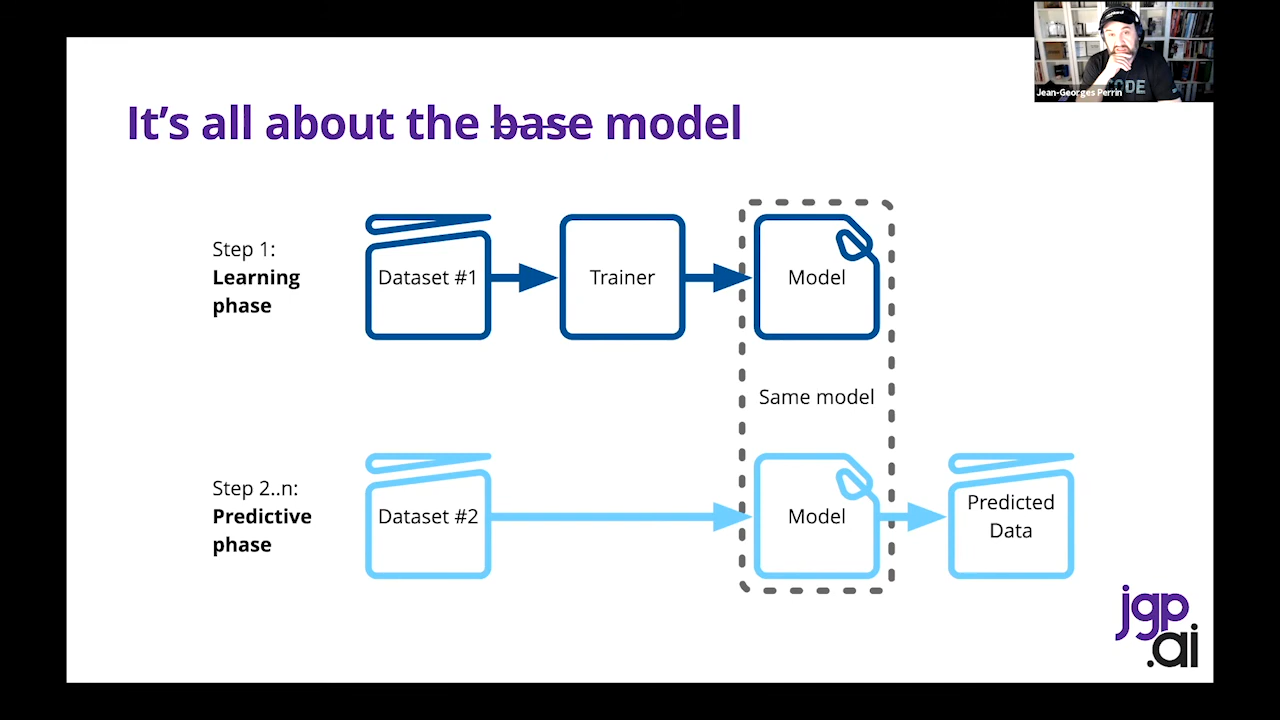 Jean-Georges Perrin
CODE
It's all about the base model
Step 1:
Learning
phase
Dataset #1
Trainer
Model
Same model
Step 2..n:
Predictive
phase
Dataset #2
Model
Predicted
Data
jgp
.ai